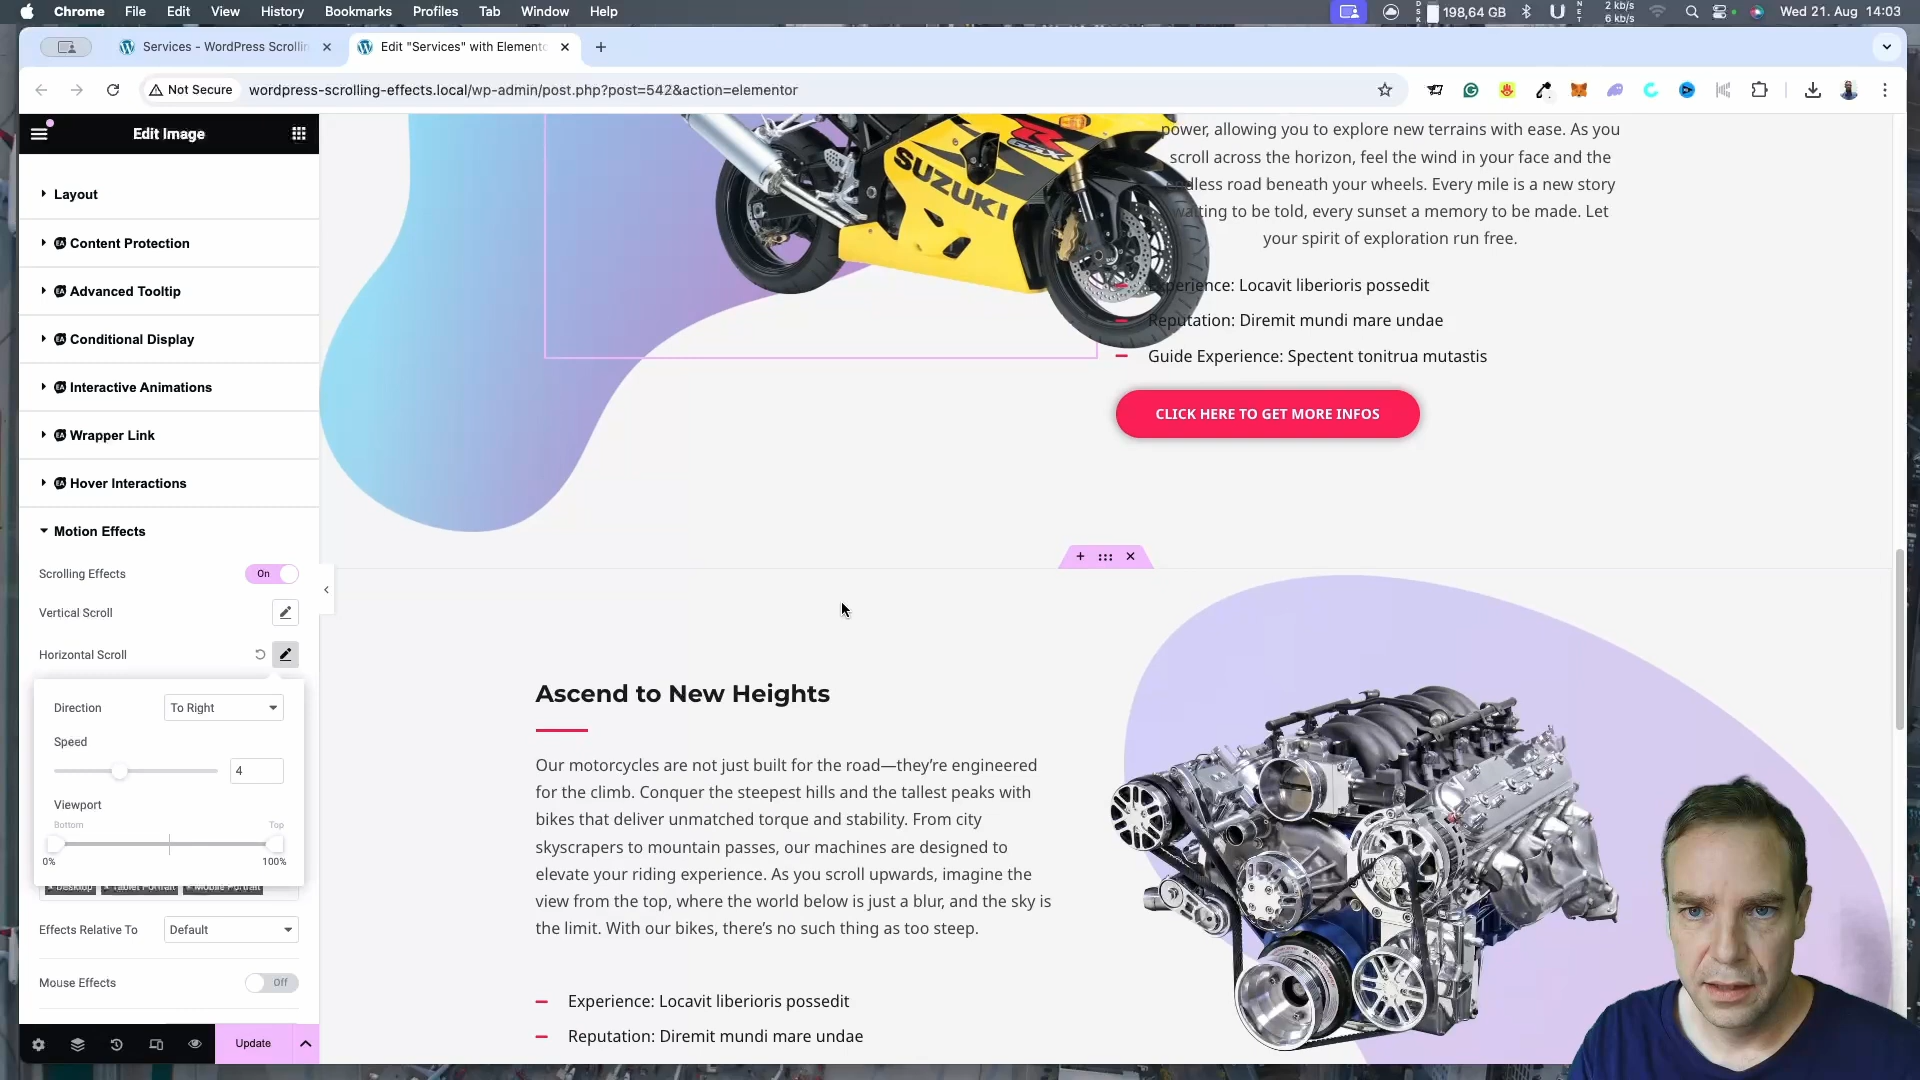 Chrome File Edit View History Bookmarks Profiles Tab Window Help
198,64 GB
2 kb/s
6 kb/s
Wed 21. Aug 14:03
Services - WordPress Scrollin
Edit "Services" with Elemento
Not Secure
wordpress-scrolling-effects.local/wp-admin/post.php?post=542&action=elementor
Edit Image
Layout
Content Protection
Advanced Tooltip
Conditional Display
Interactive Animations
Wrapper Link
Hover Interactions
Motion Effects
Scrolling Effects
On
Vertical Scroll
Horizontal Scroll
Direction
To Right
Speed
4
Viewport
Bottom
Top
0%
100%
Desktop
Tablet Portrait
Mobile Portrait
Effects Relative To
Default
Mouse Effects
Off
Update
SUZUKI
R
GSX
power, allowing you to explore new terrains with ease. As you
scroll across the horizon, feel the wind in your face and the
endless road beneath your wheels. Every mile is a new story
waiting to be told, every sunset a memory to be made. Let
your spirit of exploration run free.
Experience: Locavit liberioris possedit
Reputation: Diremit mundi mare undae
Guide Experience: Spectent tonitrua mutastis
CLICK HERE TO GET MORE INFOS
Ascend to New Heights
Our motorcycles are not just built for the road—they're engineered
for the climb. Conquer the steepest hills and the tallest peaks with
bikes that deliver unmatched torque and stability. From city
skyscrapers to mountain passes, our machines are designed to
elevate your riding experience. As you scroll upwards, imagine the
view from the top, where the world below is just a blur, and the sky is
the limit. With our bikes, there's no such thing as too steep.
Experience: Locavit liberioris possedit
Reputation: Diremit mundi mare undae